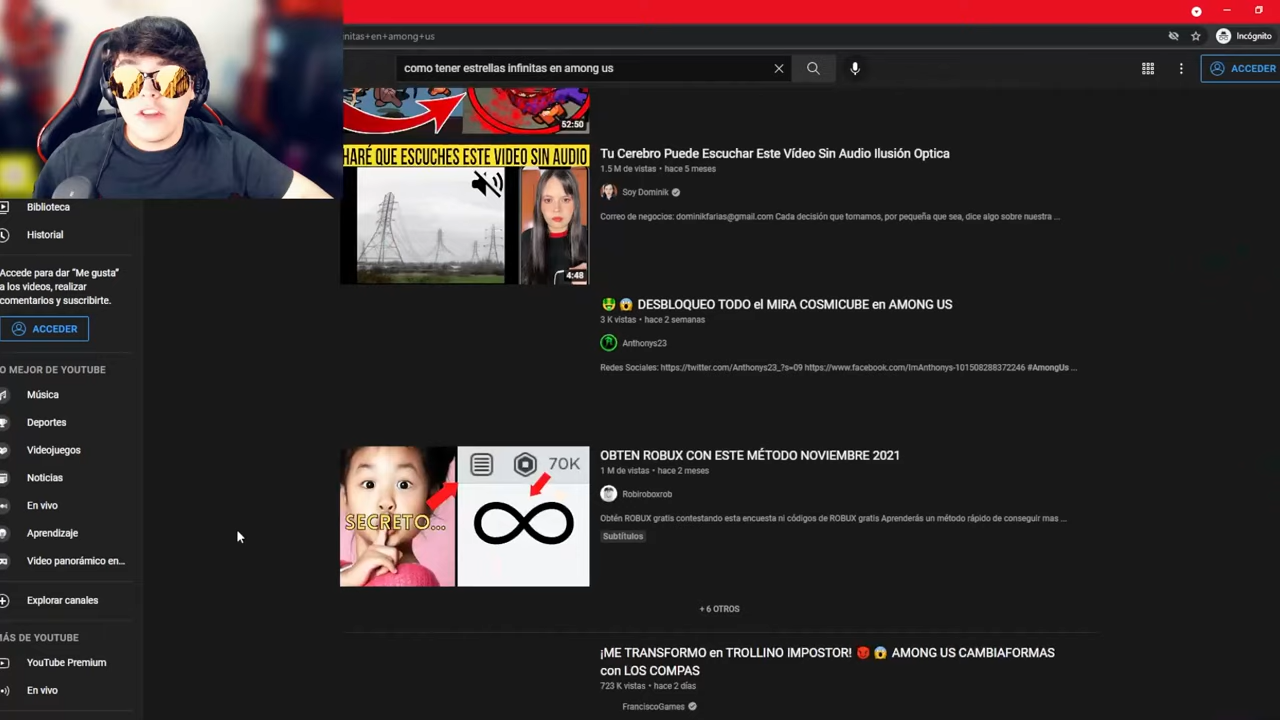 nitas+en+among+us
Incógnito
como tener estrellas infinitas en among us
ACCEDER
52:50
HARÉ QUE ESCUCHES ESTE VIDEO SIN AUDIO
4:48
Tu Cerebro Puede Escuchar Este Vídeo Sin Audio Ilusión Optica
1.5 M de vistas • hace 5 meses
Soy Dominik
Correo de negocios: dominikfarias@gmail.com Cada decisión que tomamos, por pequeña que sea, dice algo sobre nuestra ...
Biblioteca
Historial
Accede para dar “Me gusta”
a los videos, realizar
comentarios y suscribirte.
ACCEDER
O MEJOR DE YOUTUBE
Música
Deportes
Videojuegos
Noticias
En vivo
Aprendizaje
Video panorámico en...
Explorar canales
MÁS DE YOUTUBE
YouTube Premium
En vivo
🤑 😱 DESBLOQUEO TODO el MIRA COSMICUBE en AMONG US
3 K vistas • hace 2 semanas
Anthonys23
Redes Sociales: https://twitter.com/Anthonys23_?s=09 https://www.facebook.com/ImAnthonys-101508288372246 #AmongUs ...
SECRETO...
70K
OBTEN ROBUX CON ESTE MÉTODO NOVIEMBRE 2021
1 M de vistas • hace 2 meses
Robiroboxrob
Obtén ROBUX gratis contestando esta encuesta ni códigos de ROBUX gratis Aprenderás un método rápido de conseguir mas ...
Subtítulos
+ 6 OTROS
¡ME TRANSFORMO en TROLLINO IMPOSTOR! 😡 😱 AMONG US CAMBIAFORMAS
con LOS COMPAS
723 K vistas • hace 2 días
FranciscoGames